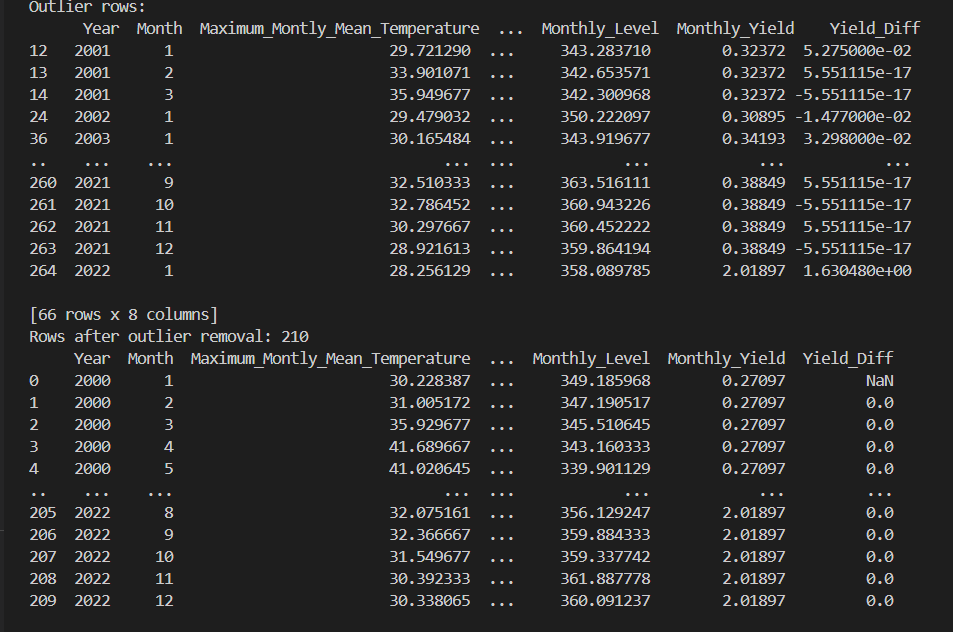 Outlier rows:
Year Month Maximum_Montly_Mean_Temperature ... Monthly_Level Monthly_Yield Yield_Diff
12 2001 1 29.721290 ... 343.283710 0.32372 5.275000e-02
13 2001 2 33.901071 ... 342.653571 0.32372 5.551115e-17
14 2001 3 35.949677 ... 342.300968 0.32372 -5.551115e-17
24 2002 1 29.479032 ... 350.222097 0.30895 -1.477000e-02
36 2003 1 30.165484 ... 343.919677 0.34193 3.298000e-02
.. ... ... ... ... ... ... ...
260 2021 9 32.510333 ... 363.516111 0.38849 5.551115e-17
261 2021 10 32.786452 ... 360.943226 0.38849 -5.551115e-17
262 2021 11 30.297667 ... 360.452222 0.38849 5.551115e-17
263 2021 12 28.921613 ... 359.864194 0.38849 -5.551115e-17
264 2022 1 28.256129 ... 358.089785 2.01897 1.630480e+00
[66 rows x 8 columns]
Rows after outlier removal: 210
Year Month Maximum_Montly_Mean_Temperature ... Monthly_Level Monthly_Yield Yield_Diff
0 2000 1 30.228387 ... 349.185968 0.27097 NaN
1 2000 2 31.005172 ... 347.190517 0.27097 0.0
2 2000 3 35.929677 ... 345.510645 0.27097 0.0
3 2000 4 41.689667 ... 343.160333 0.27097 0.0
4 2000 5 41.020645 ... 339.901129 0.27097 0.0
.. ... ... ... ... ... ... ...
205 2022 8 32.075161 ... 356.129247 2.01897 0.0
206 2022 9 32.366667 ... 359.884333 2.01897 0.0
207 2022 10 31.549677 ... 359.337742 2.01897 0.0
208 2022 11 30.392333 ... 361.887778 2.01897 0.0
209 2022 12 30.338065 ... 360.091237 2.01897 0.0